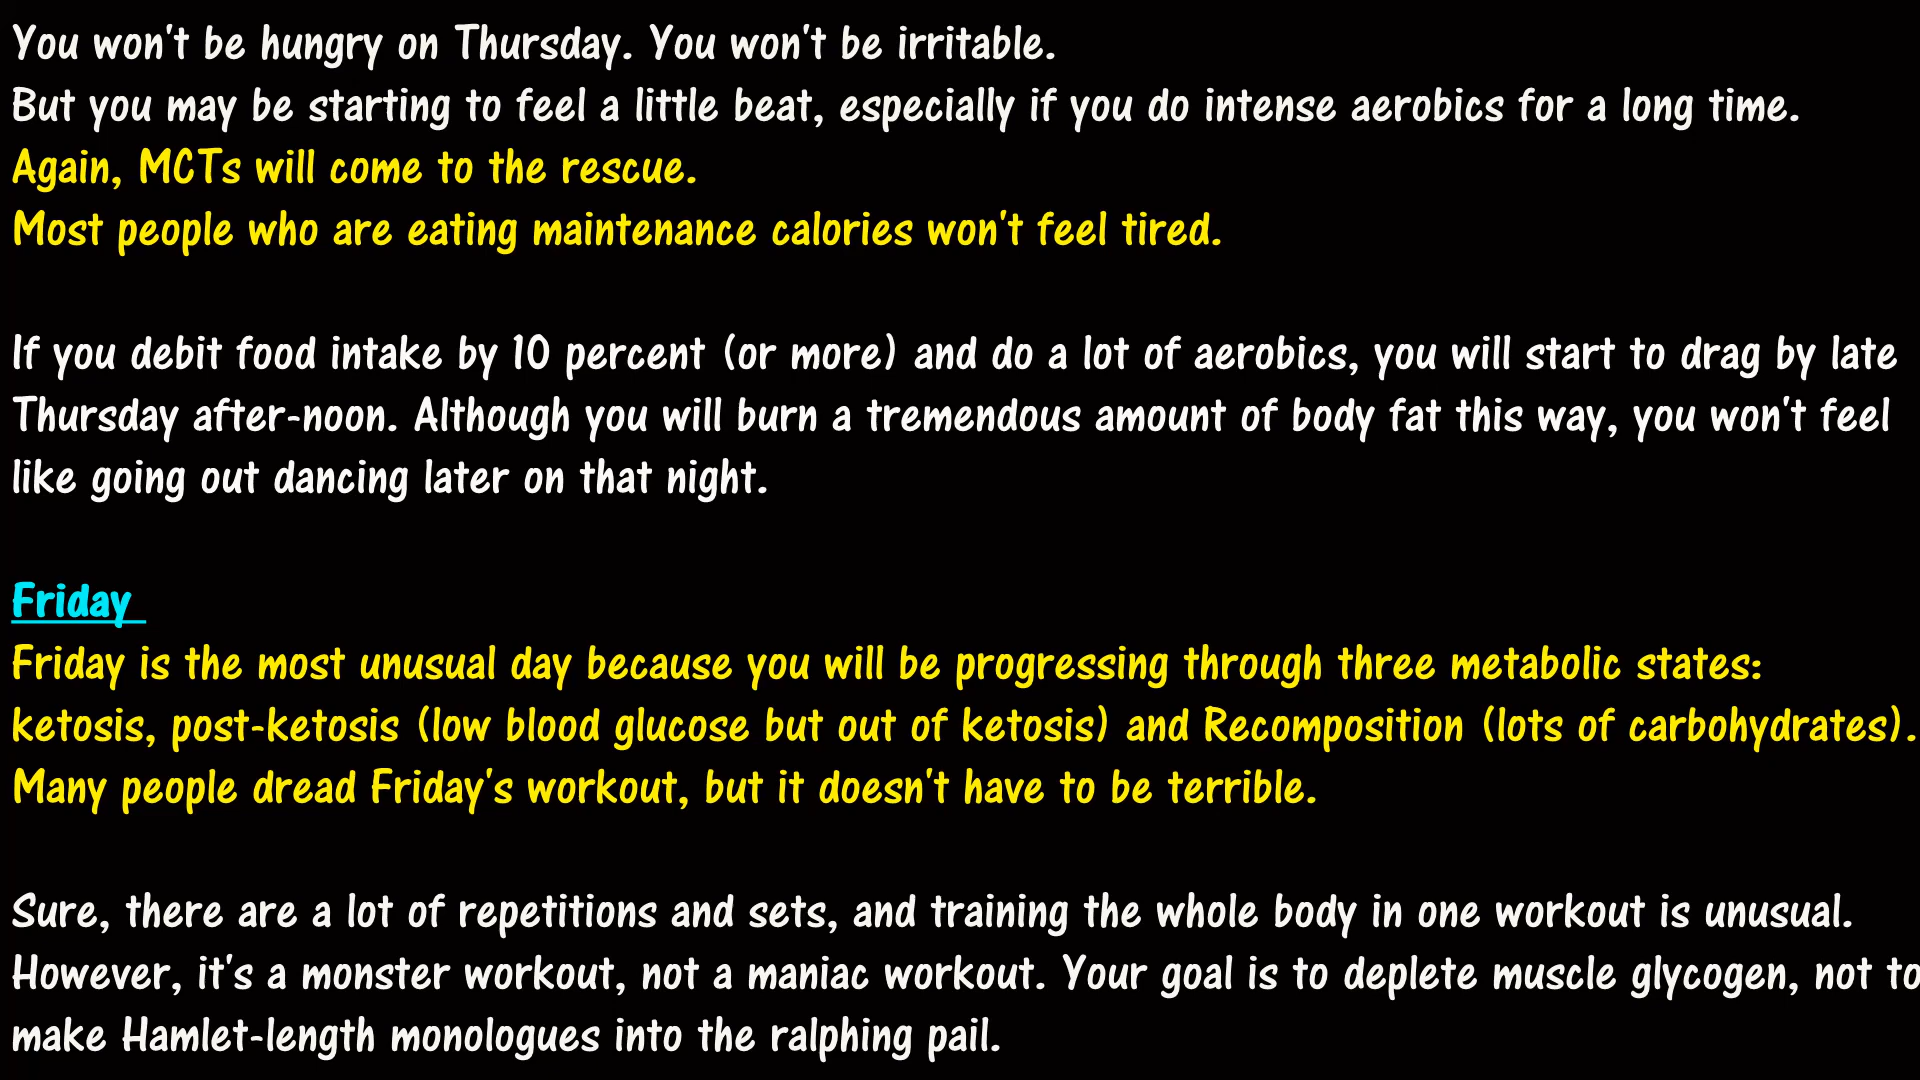 You won't be hungry on Thursday. You won't be irritable.
But you may be starting to feel a little beat, especially if you do intense aerobics for a long time.
Again, MCTs will come to the rescue.
Most people who are eating maintenance calories won't feel tired.
If you debit food intake by 10 percent (or more) and do a lot of aerobics, you will start to drag by late
Thursday after-noon. Although you will burn a tremendous amount of body fat this way, you won't feel
like going out dancing later on that night.
Friday
Friday is the most unusual day because you will be progressing through three metabolic states:
ketosis, post-ketosis (low blood glucose but out of ketosis) and Recomposition (lots of carbohydrates).
Many people dread Friday's workout, but it doesn't have to be terrible.
Sure, there are a lot of repetitions and sets, and training the whole body in one workout is unusual.
However, it's a monster workout, not a maniac workout. Your goal is to deplete muscle glycogen, not to
make Hamlet-length monologues into the ralphing pail.